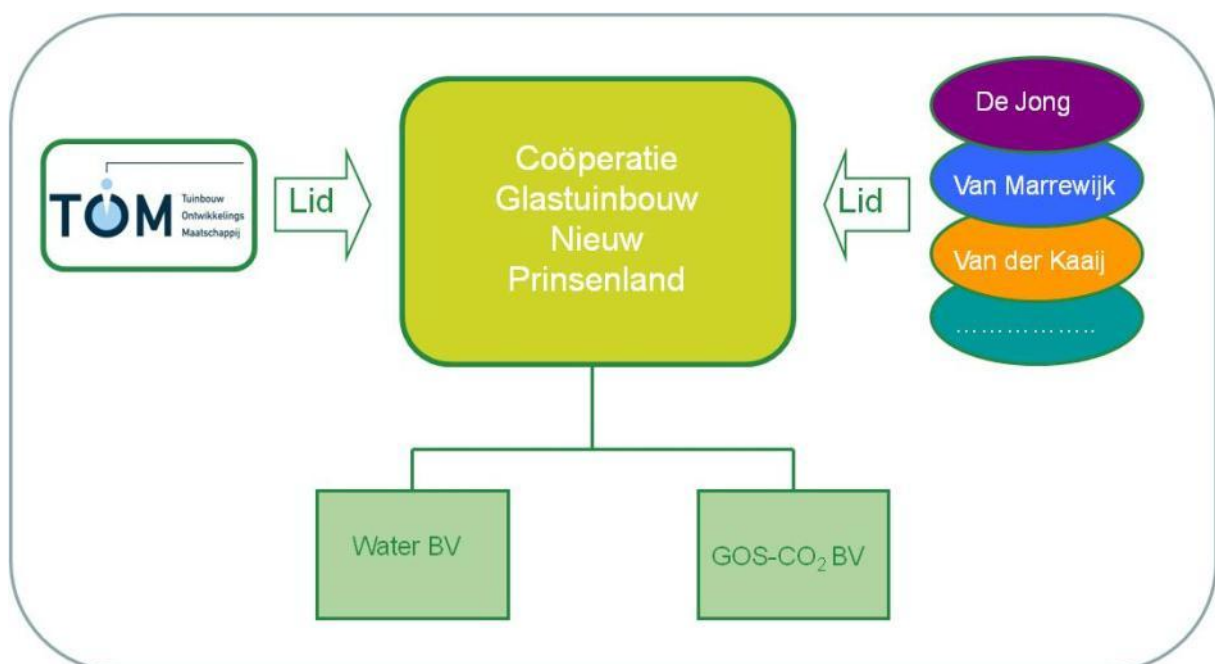 TOM
Tuinbouw
Ontwikkelings
Maatschappij
Lid
Coöperatie
Glastuinbouw
Nieuw
Prinsenland
Lid
De Jong
Van Marrewijk
Van der Kaaij
……………..
Water BV
GOS-CO₂ BV